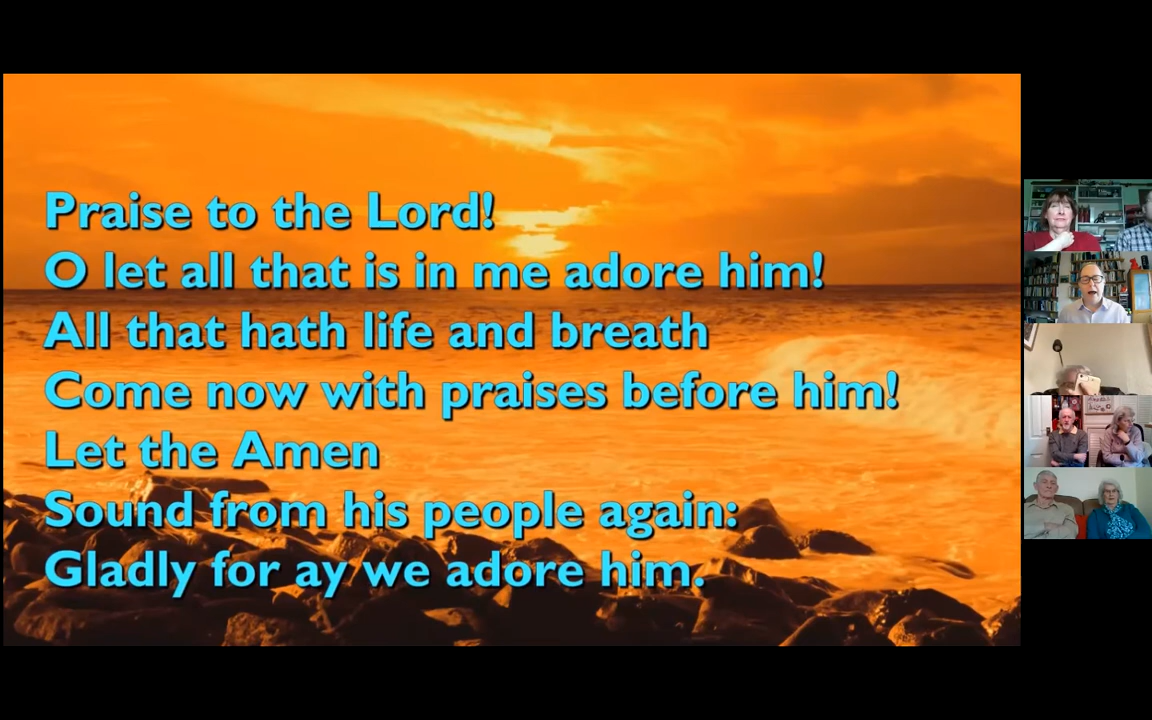 Praise to the Lord!
O let all that is in me adore him!
All that hath life and breath
Come now with praises before him!
Let the Amen
Sound from his people again:
Gladly for ay we adore him.